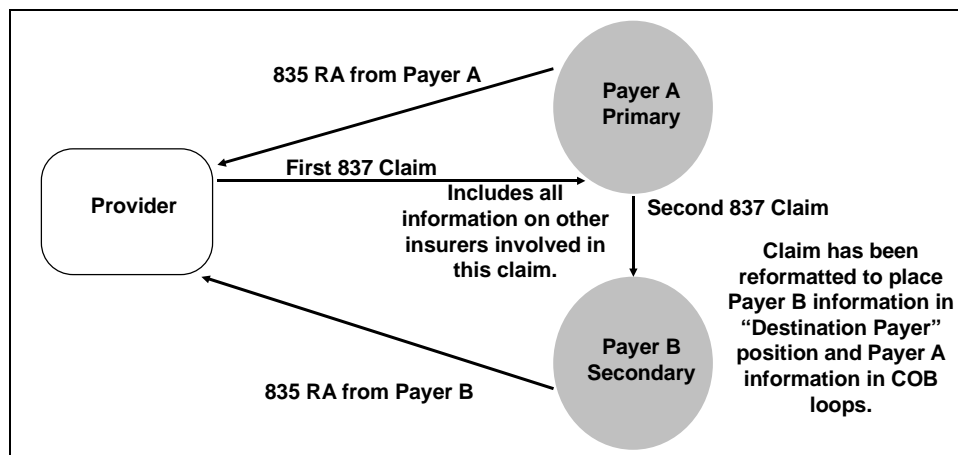 835 RA from Payer A
Payer A
Primary
First 837 Claim
Provider
Includes all
information on other
insurers involved in
this claim.
Second 837 Claim
Claim has been
reformatted to place
Payer B information in
“Destination Payer”
position and Payer A
information in COB
loops.
Payer B
Secondary
835 RA from Payer B